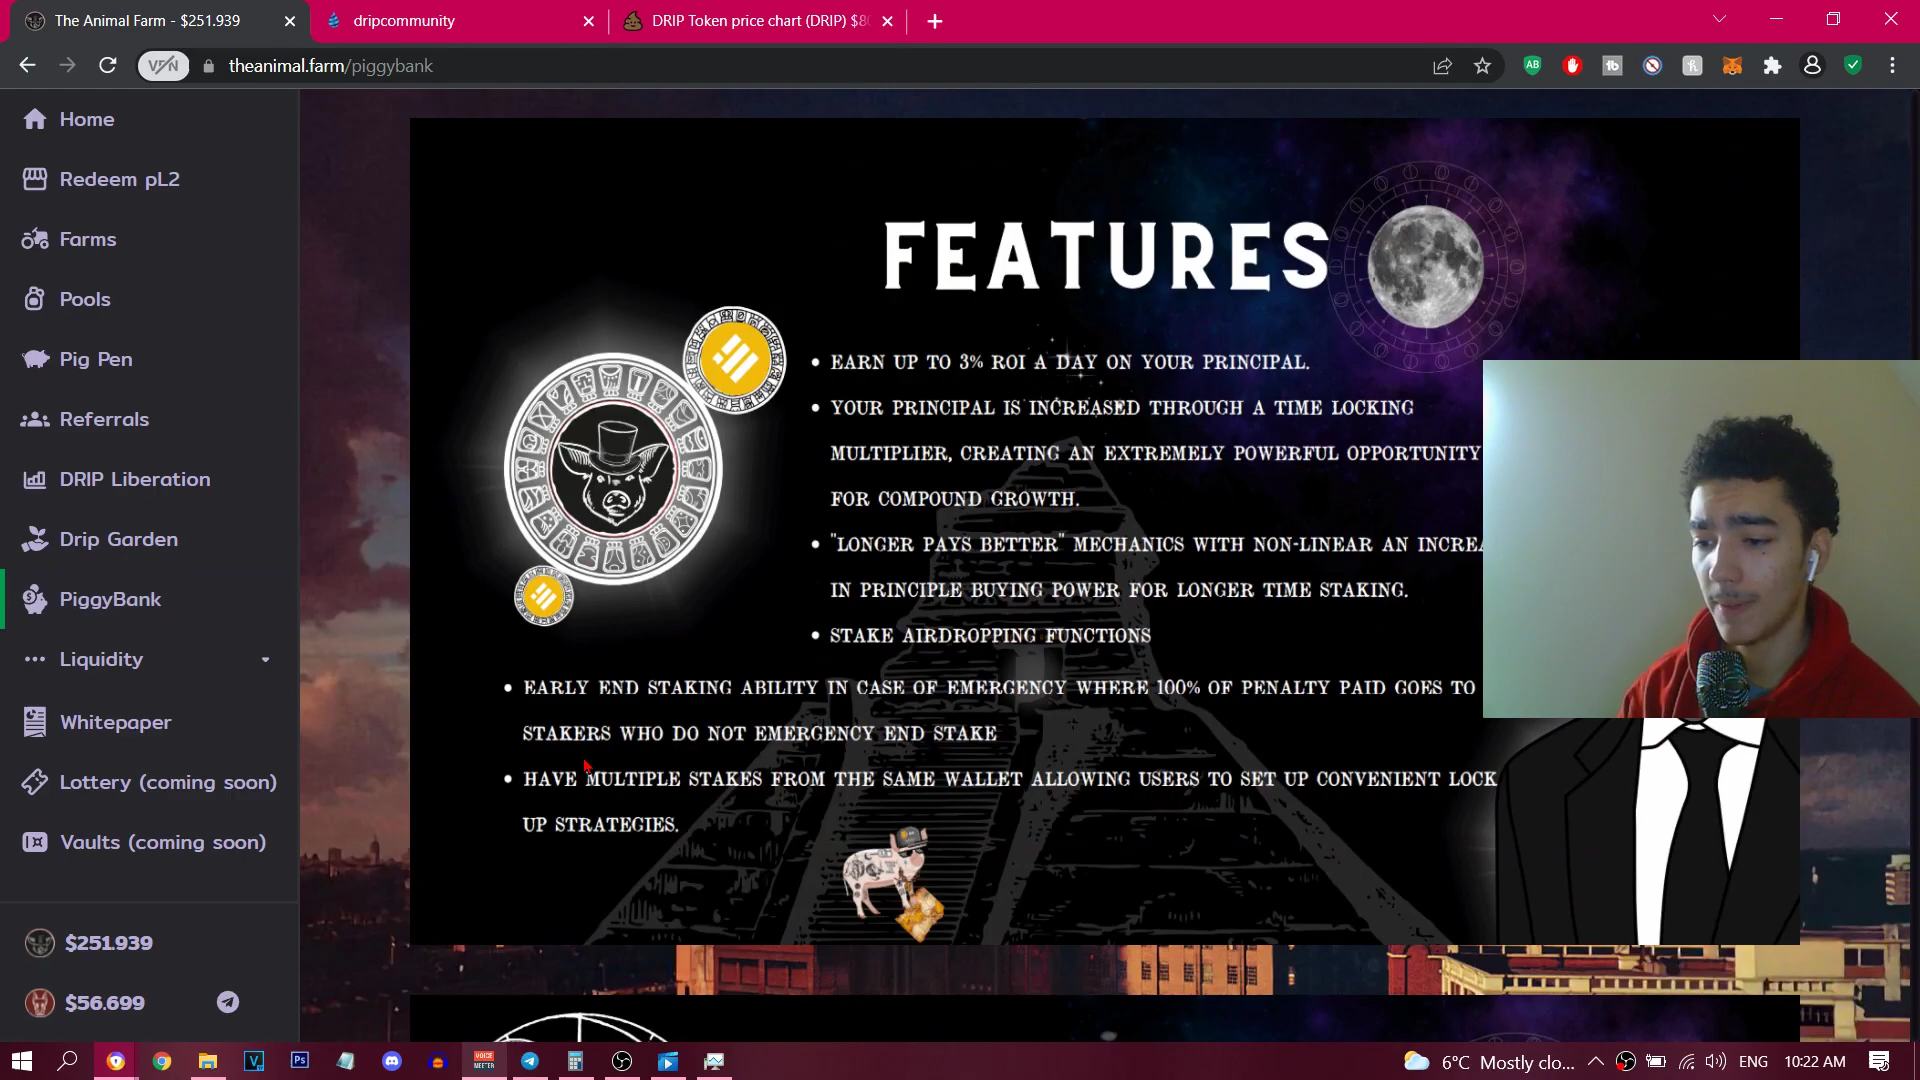 The Animal Farm - $251.939
dripcommunity
DRIP Token price chart (DRIP)
VPN
theanimal.farm/piggybank
AB
tb
Home
Redeem pL2
Farms
Pools
Pig Pen
Referrals
DRIP Liberation
Drip Garden
PiggyBank
Liquidity
Whitepaper
Lottery (coming soon)
Vaults (coming soon)
$251.939
$56.699
FEATURES
• EARN UP TO 3% ROI A DAY ON YOUR PRINCIPAL.
• YOUR PRINCIPAL IS INCREASED THROUGH A TIME LOCKING
MULTIPLIER, CREATING AN EXTREMELY POWERFUL OPPORTUNITY
FOR COMPOUND GROWTH.
• "LONGER PAYS BETTER" MECHANICS WITH NON-LINEAR AN
IN PRINCIPLE BUYING POWER FOR LONGER TIME STAKING.
• STAKE AIRDROPPING FUNCTIONS
• EARLY END STAKING ABILITY IN CASE OF EMERGENCY WHERE 100% OF PENALTY PAID GOES TO
STAKERS WHO DO NOT EMERGENCY END STAKE
• HAVE MULTIPLE STAKES FROM THE SAME WALLET ALLOWING USERS TO SET UP CONVENIENT LOCK
UP STRATEGIES.
V
Ps
VOICE
MEETER
6°C Mostly clo...
ENG
10:22 AM